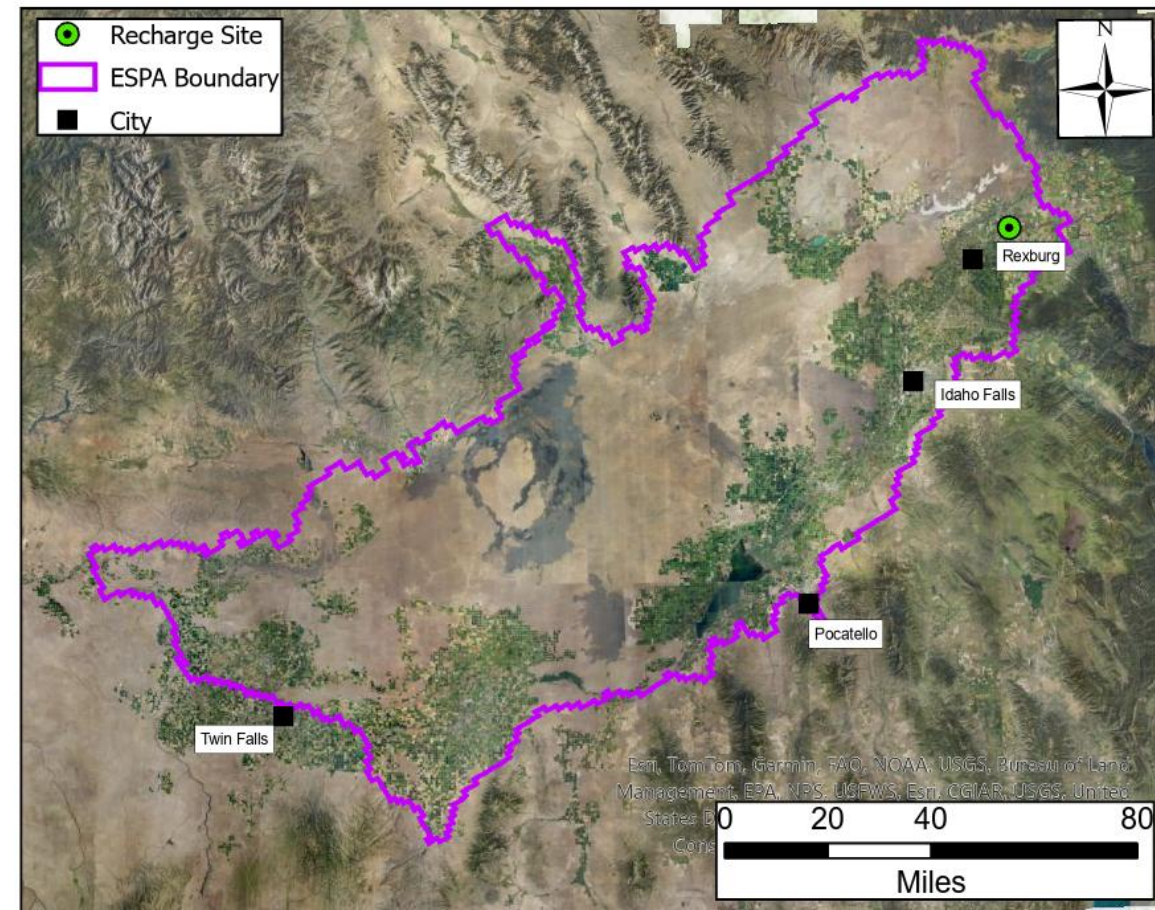 Recharge Site
ESPA Boundary
City
N
Rexburg
Idaho Falls
Pocatello
Twin Falls
Esri, TomTom, Garmin, FAO, NOAA, USGS, Bureau of Land
Management, EPA, NPS, USFWS, Esri, CGIAR, USGS, United
States
0 20 40 80
Miles